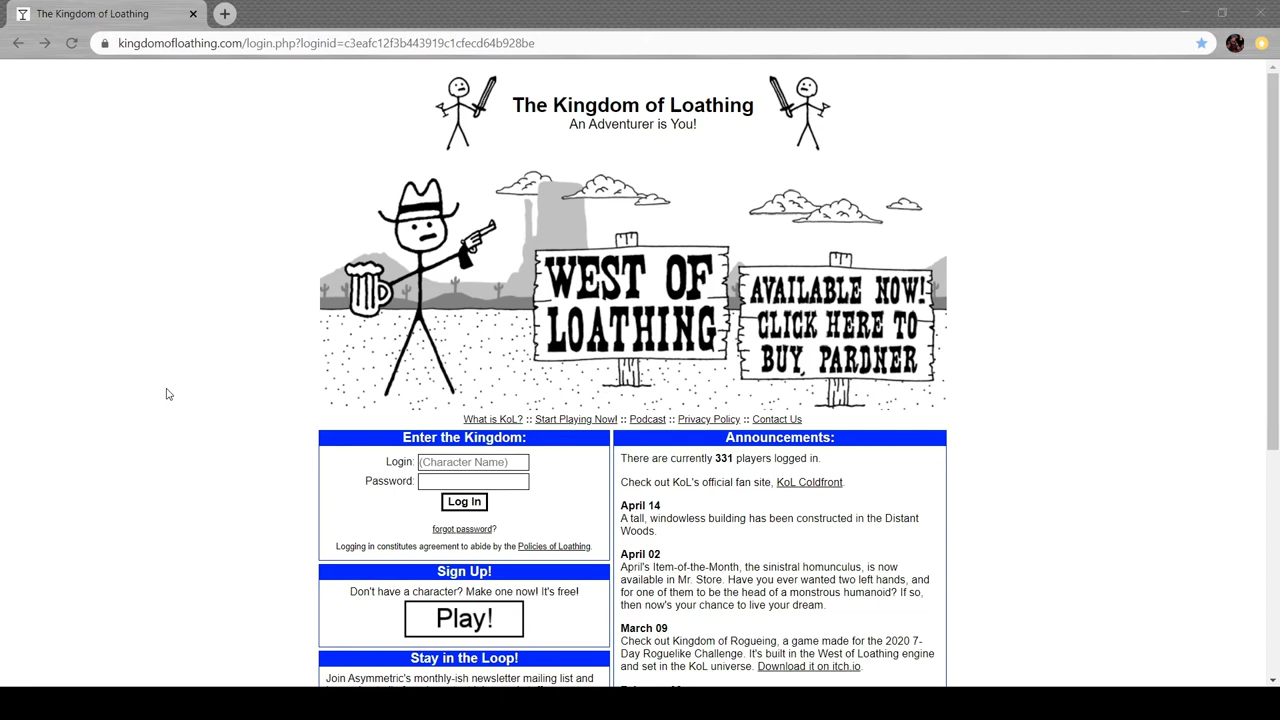 The Kingdom of Loathing
kingdomofloathing.com/login.php?loginid=c3eafc12f3b443919c1cfecd64b928be
The Kingdom of Loathing
An Adventurer is You!
WEST OF
LOATHING
AVAILABLE NOW!
CLICK HERE TO
BUY, PARDNER
What is KoL? :: Start Playing Now! :: Podcast :: Privacy Policy :: Contact Us
Enter the Kingdom:
Login: (Character Name)
Password:
Log In
forgot password?
Logging in constitutes agreement to abide by the Policies of Loathing.
Sign Up!
Don't have a character? Make one now! It's free!
Play!
Stay in the Loop!
Join Asymmetric's monthly-ish newsletter mailing list and
Announcements:
There are currently 331 players logged in.
Check out KoL's official fan site, KoL Coldfront.
April 14
A tall, windowless building has been constructed in the Distant
Woods.
April 02
April's Item-of-the-Month, the sinistral homunculus, is now
available in Mr. Store. Have you ever wanted two left hands, and
for one of them to be the head of a monstrous humanoid? If so,
then now's your chance to live your dream.
March 09
Check out Kingdom of Rogueing, a game made for the 2020 7-
Day Roguelike Challenge. It's built in the West of Loathing engine
and set in the KoL universe. Download it on itch.io.